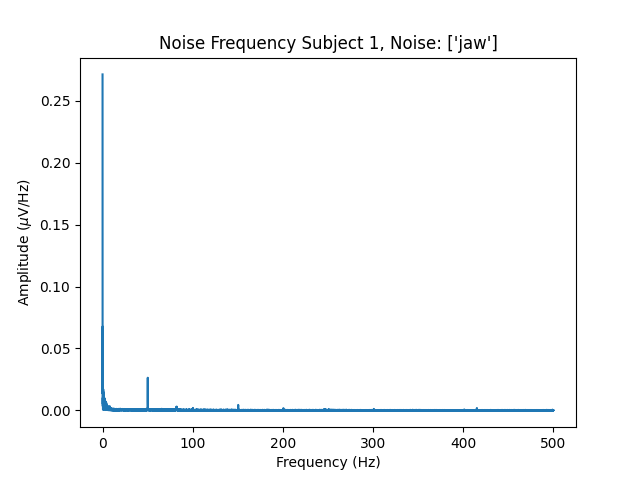 Noise Frequency Subject 1, Noise: ['jaw']
Amplitude (μV/Hz)
0.25
0.20
0.15
0.10
0.05
0.00
0 100 200 300 400 500
Frequency (Hz)